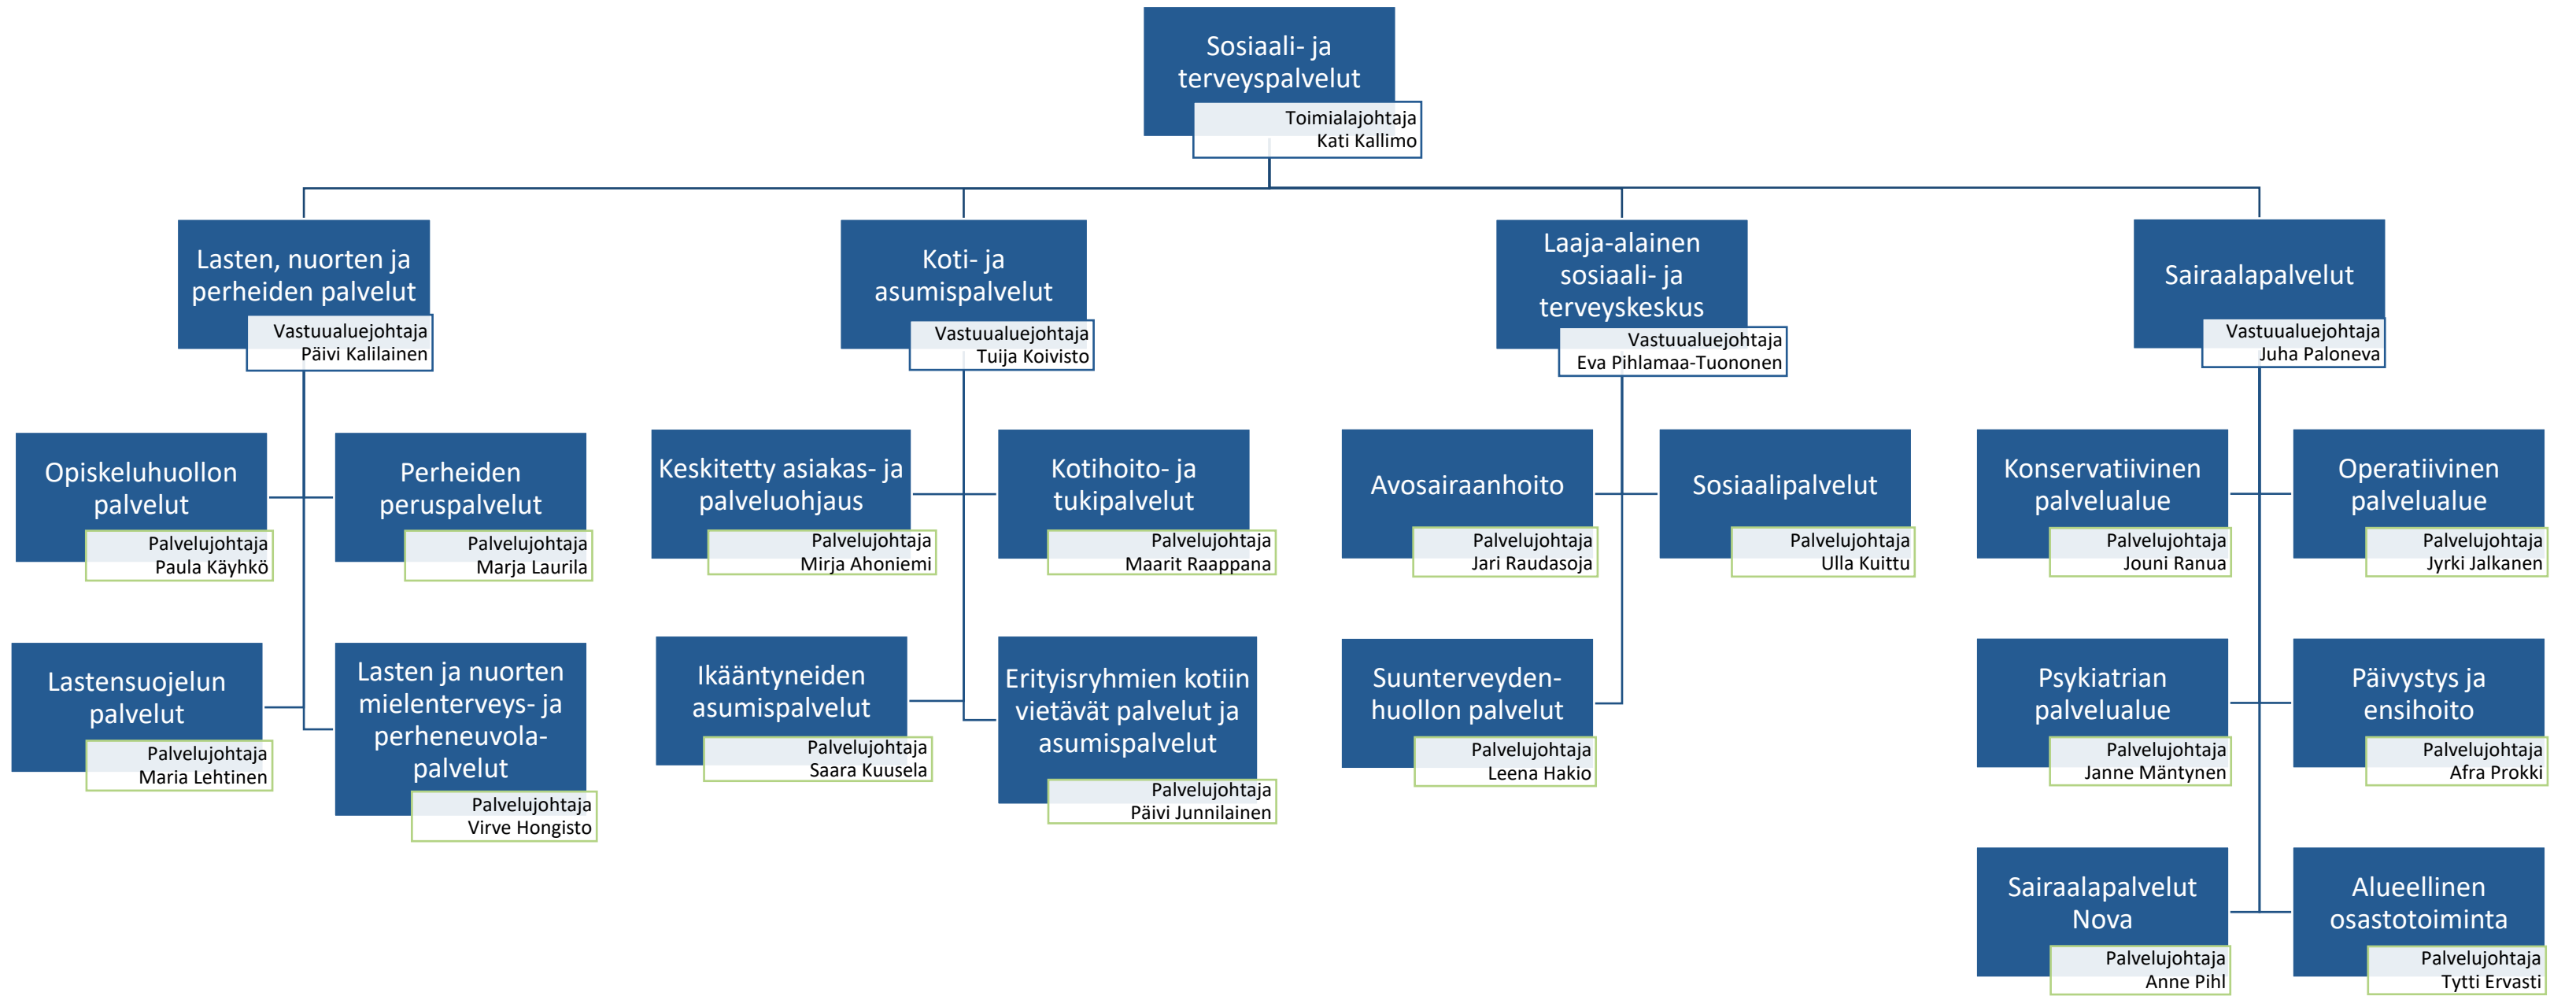 Sosiaali- ja
terveyspalvelut
Toimialajohtaja
Kati Kallimo
Lasten, nuorten ja
perheiden palvelut
Vastuualuejohtaja
Päivi Kalilainen
Koti- ja
asumispalvelut
Vastuualuejohtaja
Tuija Koivisto
Laaja-alainen
sosiaali- ja
terveyskeskus
Vastuualuejohtaja
Eva Pihlamaa-Tuononen
Sairaalapalvelut
Vastuualuejohtaja
Juha Paloneva
Opiskeluhuollon
palvelut
Palvelujohtaja
Paula Käyhkö
Perheiden
peruspalvelut
Palvelujohtaja
Marja Laurila
Keskitetty asiakas- ja
palveluohjaus
Palvelujohtaja
Mirja Ahoniemi
Kotihoito- ja
tukipalvelut
Palvelujohtaja
Maarit Raappana
Avosairaanhoito
Palvelujohtaja
Jari Raudasoja
Sosiaalipalvelut
Palvelujohtaja
Ulla Kuittu
Konservatiivinen
palvelualue
Palvelujohtaja
Jouni Ranua
Operatiivinen
palvelualue
Palvelujohtaja
Jyrki Jalkanen
Lastensuojelun
palvelut
Palvelujohtaja
Maria Lehtinen
Lasten ja nuorten
mielenterveys- ja
perheneuvola-
palvelut
Palvelujohtaja
Virve Hongisto
Ikääntyneiden
asumispalvelut
Palvelujohtaja
Saara Kuusela
Erityisryhmien kotiin
vietävät palvelut ja
asumispalvelut
Palvelujohtaja
Päivi Junnilainen
Suunterveyden-
huollon palvelut
Palvelujohtaja
Leena Hakio
Psykiatrian
palvelualue
Palvelujohtaja
Janne Mäntynen
Päivystys ja
ensihoito
Palvelujohtaja
Afra Prokki
Sairaalapalvelut
Nova
Palvelujohtaja
Anne Pihl
Alueellinen
osastotoiminta
Palvelujohtaja
Tytti Ervasti